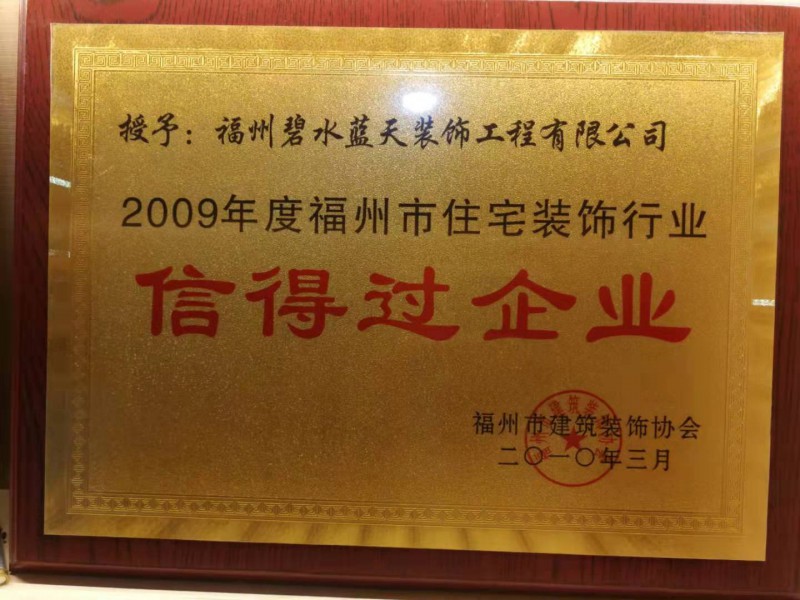 授予：福州碧水蓝天装饰工程有限公司
2009年度福州市住宅装饰行业
信得过企业
福州市建筑装饰协会
二〇一〇年三月